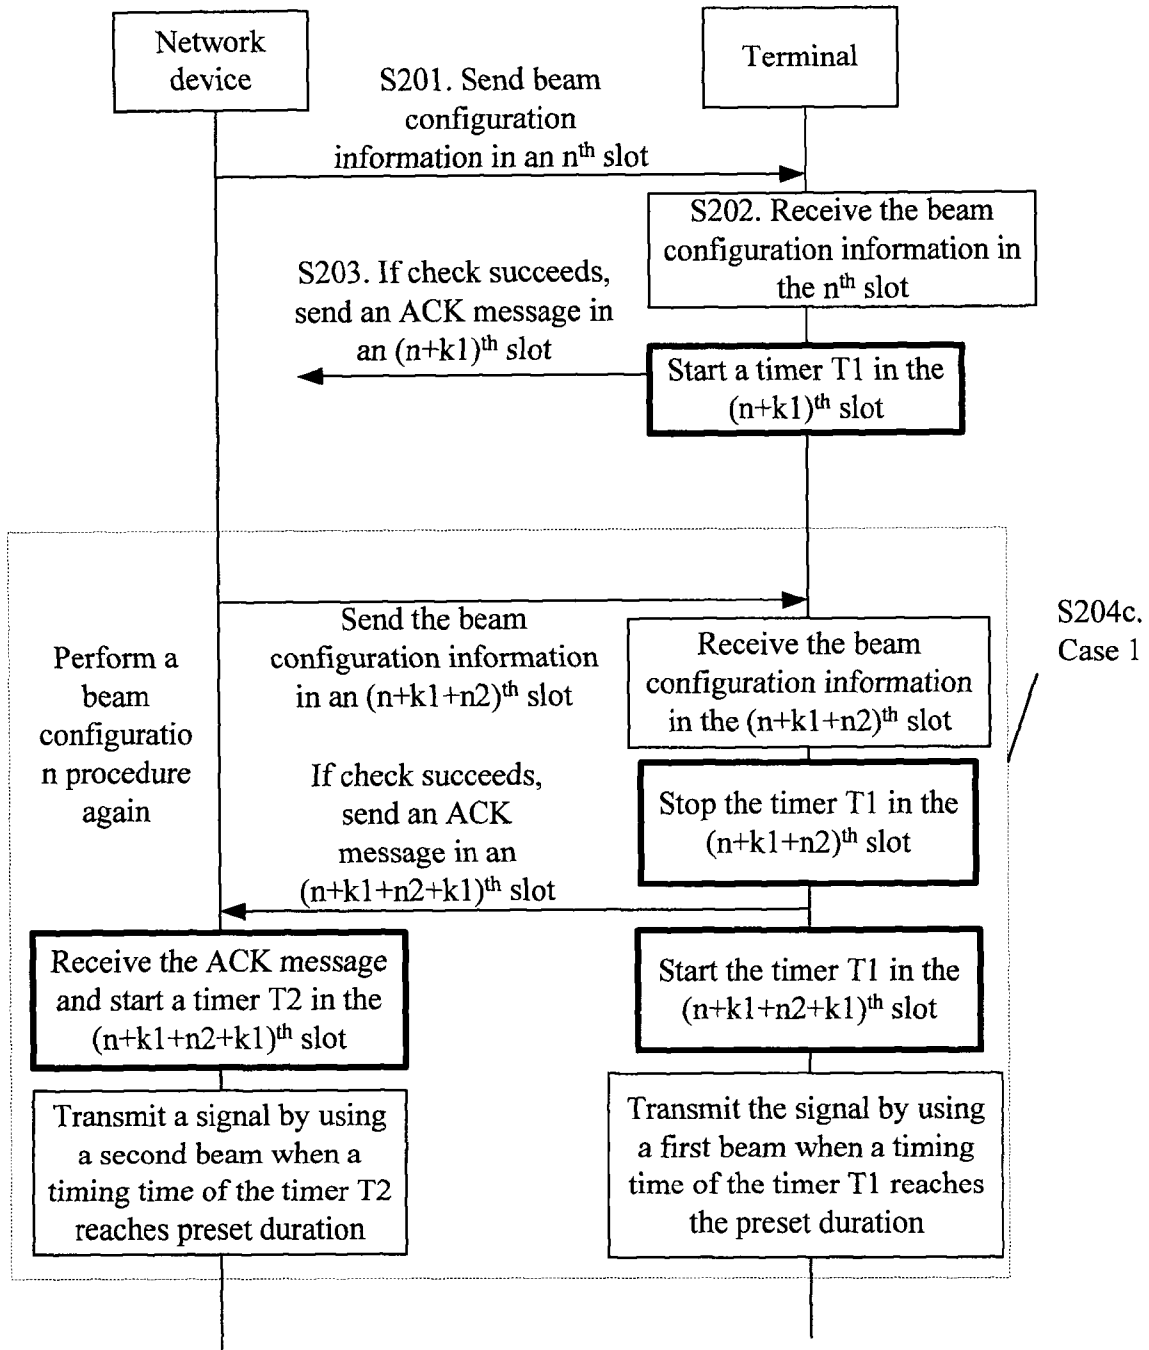 Network
device
Terminal
S201. Send beam
configuration
information in an nth slot
S202. Receive the beam
configuration information in
the nth slot
S203. If check succeeds,
send an ACK message in
an (n+k1)th slot
Start a timer T1 in the
(n+k1)th slot
Send the beam
configuration information
in an (n+k1+n2)th slot
Receive the beam
configuration information
in the (n+k1+n2)th slot
S204c.
Case 1
Perform a
beam
configuratio
n procedure
again
If check succeeds,
send an ACK
message in an
(n+k1+n2+k1)th slot
Stop the timer T1 in the
(n+k1+n2)th slot
Receive the ACK message
and start a timer T2 in the
(n+k1+n2+k1)th slot
Start the timer T1 in the
(n+k1+n2+k1)th slot
Transmit a signal by using
a second beam when a
timing time of the timer T2
reaches preset duration
Transmit the signal by using
a first beam when a timing
time of the timer T1 reaches
the preset duration